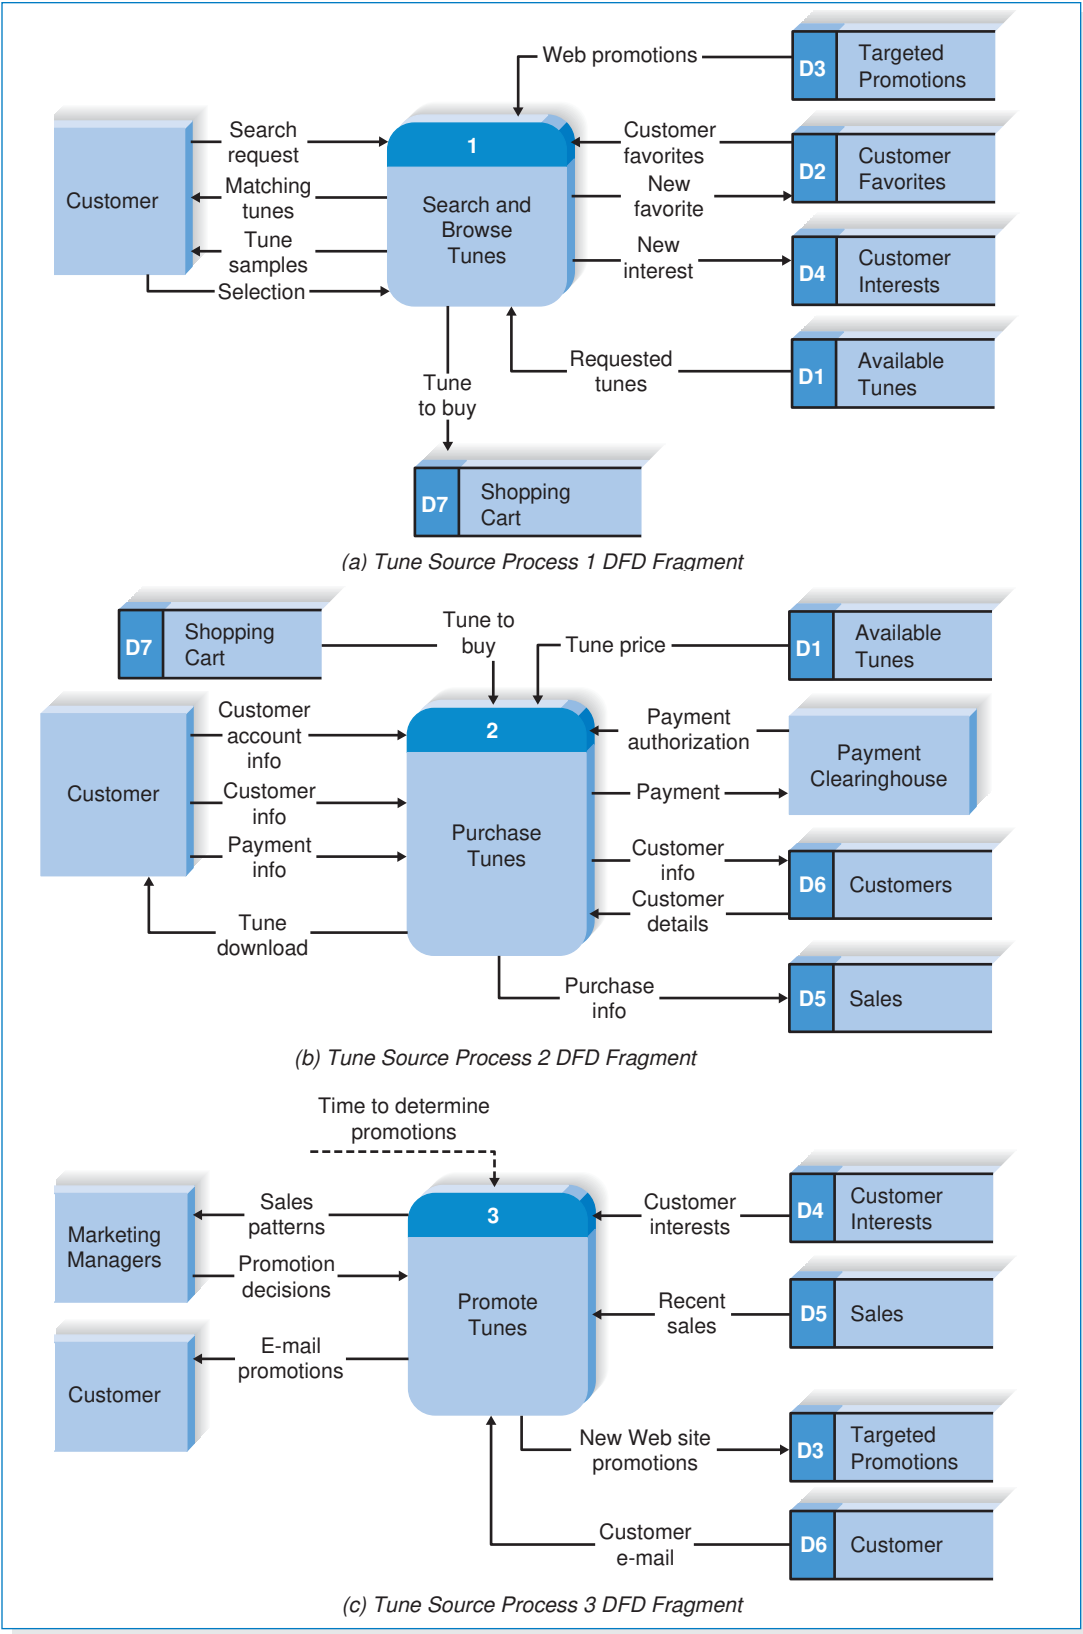 Web promotions
D3
Targeted
Promotions
Customer
Search
request
Matching
tunes
Tune
samples
Selection
1
Search and
Browse
Tunes
Customer
favorites
New
favorite
New
interest
D2
Customer
Favorites
D4
Customer
Interests
Requested
tunes
D1
Available
Tunes
Tune
to buy
D7
Shopping
Cart
(a) Tune Source Process 1 DFD Fragment
D7
Shopping
Cart
Tune to
buy
Tune price
D1
Available
Tunes
Customer
Customer
account
info
Customer
info
Payment
info
Tune
download
2
Purchase
Tunes
Payment
authorization
Payment
Payment
Clearinghouse
Customer
info
Customer
details
D6
Customers
Purchase
info
D5
Sales
(b) Tune Source Process 2 DFD Fragment
Time to determine
promotions
Marketing
Managers
Sales
patterns
Promotion
decisions
Customer
E-mail
promotions
3
Promote
Tunes
Customer
interests
D4
Customer
Interests
Recent
sales
D5
Sales
New Web site
promotions
D3
Targeted
Promotions
Customer
e-mail
D6
Customer
(c) Tune Source Process 3 DFD Fragment